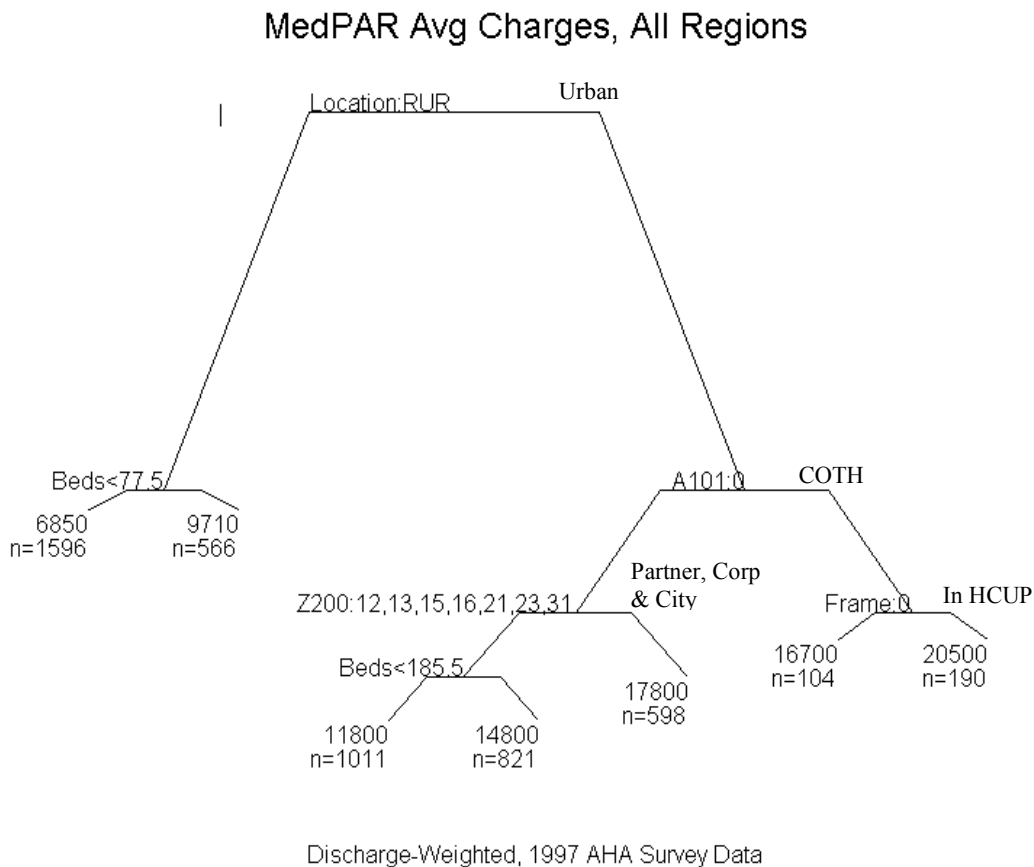 MedPAR Avg Charges, All Regions
Location:RUR
Urban
Beds<77.5
6850
n=1596
9710
n=566
A101:0
COTH
Z200:12,13,15,16,21,23,31
Partner, Corp
& City
Beds<185.5
11800
n=1011
14800
n=821
17800
n=598
Frame:0
In HCUP
16700
n=104
20500
n=190
Discharge-Weighted, 1997 AHA Survey Data